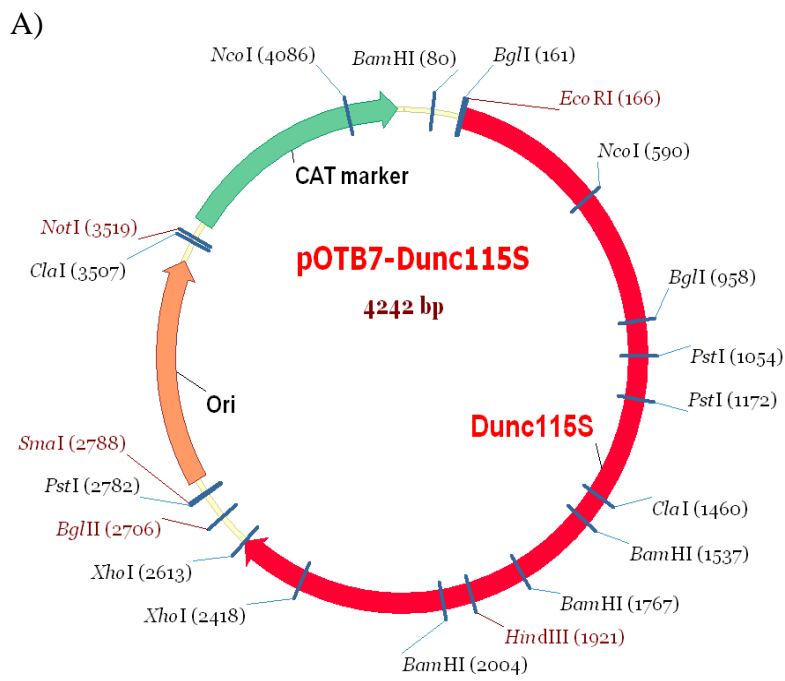 A)
NcoI (4086)
BamHI (80)
BglI (161)
EcoRI (166)
NcoI (590)
CAT marker
NotI (3519)
ClaI (3507)
pOTB7-Dunc115S
4242 bp
BglI (958)
PstI (1054)
PstI (1172)
Ori
Dunc115S
SmaI (2788)
PstI (2782)
BglII (2706)
ClaI (1460)
BamHI (1537)
XhoI (2613)
XhoI (2418)
BamHI (1767)
HindIII (1921)
BamHI (2004)